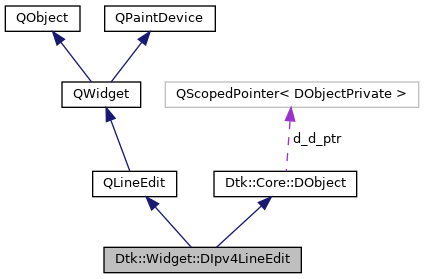 QObject
QPaintDevice
QWidget
QScopedPointer< DObjectPrivate >
d_d_ptr
QLineEdit
Dtk::Core::DObject
Dtk::Widget::DIpv4LineEdit